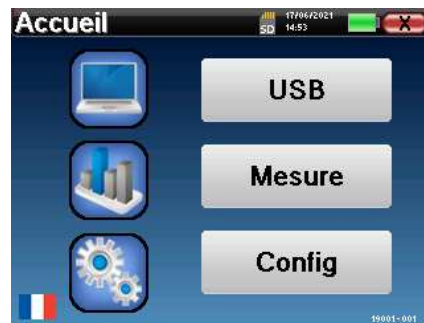 Accueil
SD
17/06/2021
14:53
X
USB
Mesure
Config
19001-001